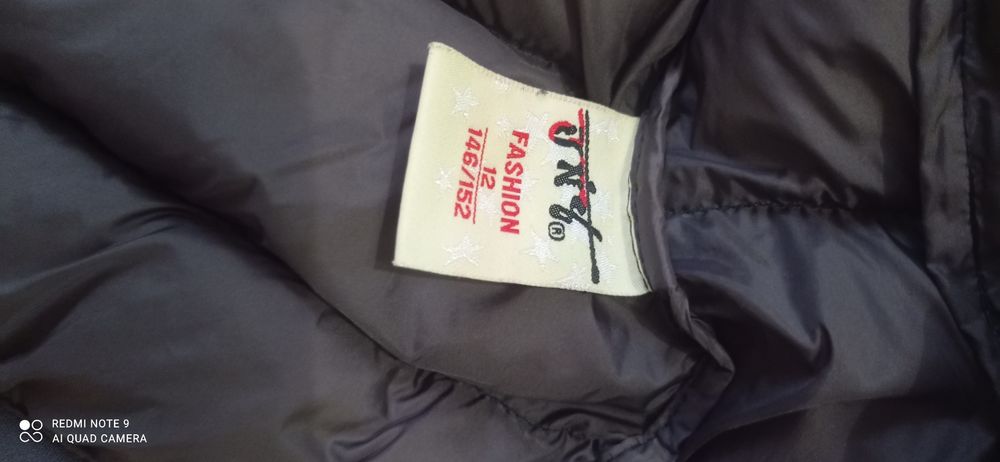 ®
FASHION
12
146/152
REDMI NOTE 9
AI QUAD CAMERA